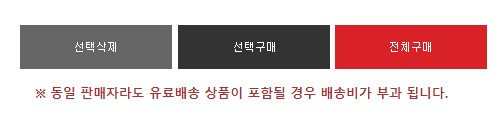 선택삭제 선택구매 전체구매
※ 동일 판매자라도 유료배송 상품이 포함될 경우 배송비가 부과 됩니다.